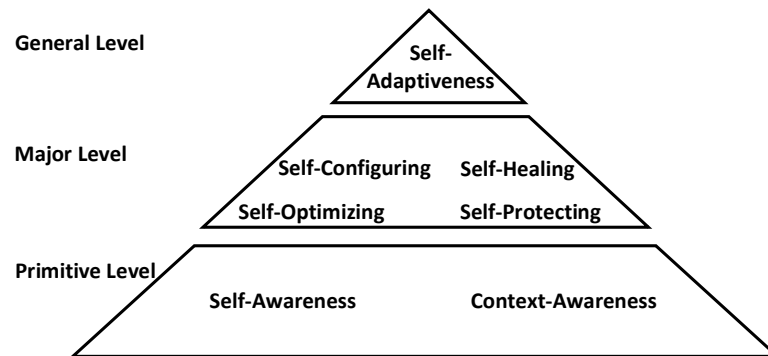 General Level
Self-
Adaptiveness
Major Level
Self-Configuring Self-Healing
Self-Optimizing Self-Protecting
Primitive Level
Self-Awareness Context-Awareness